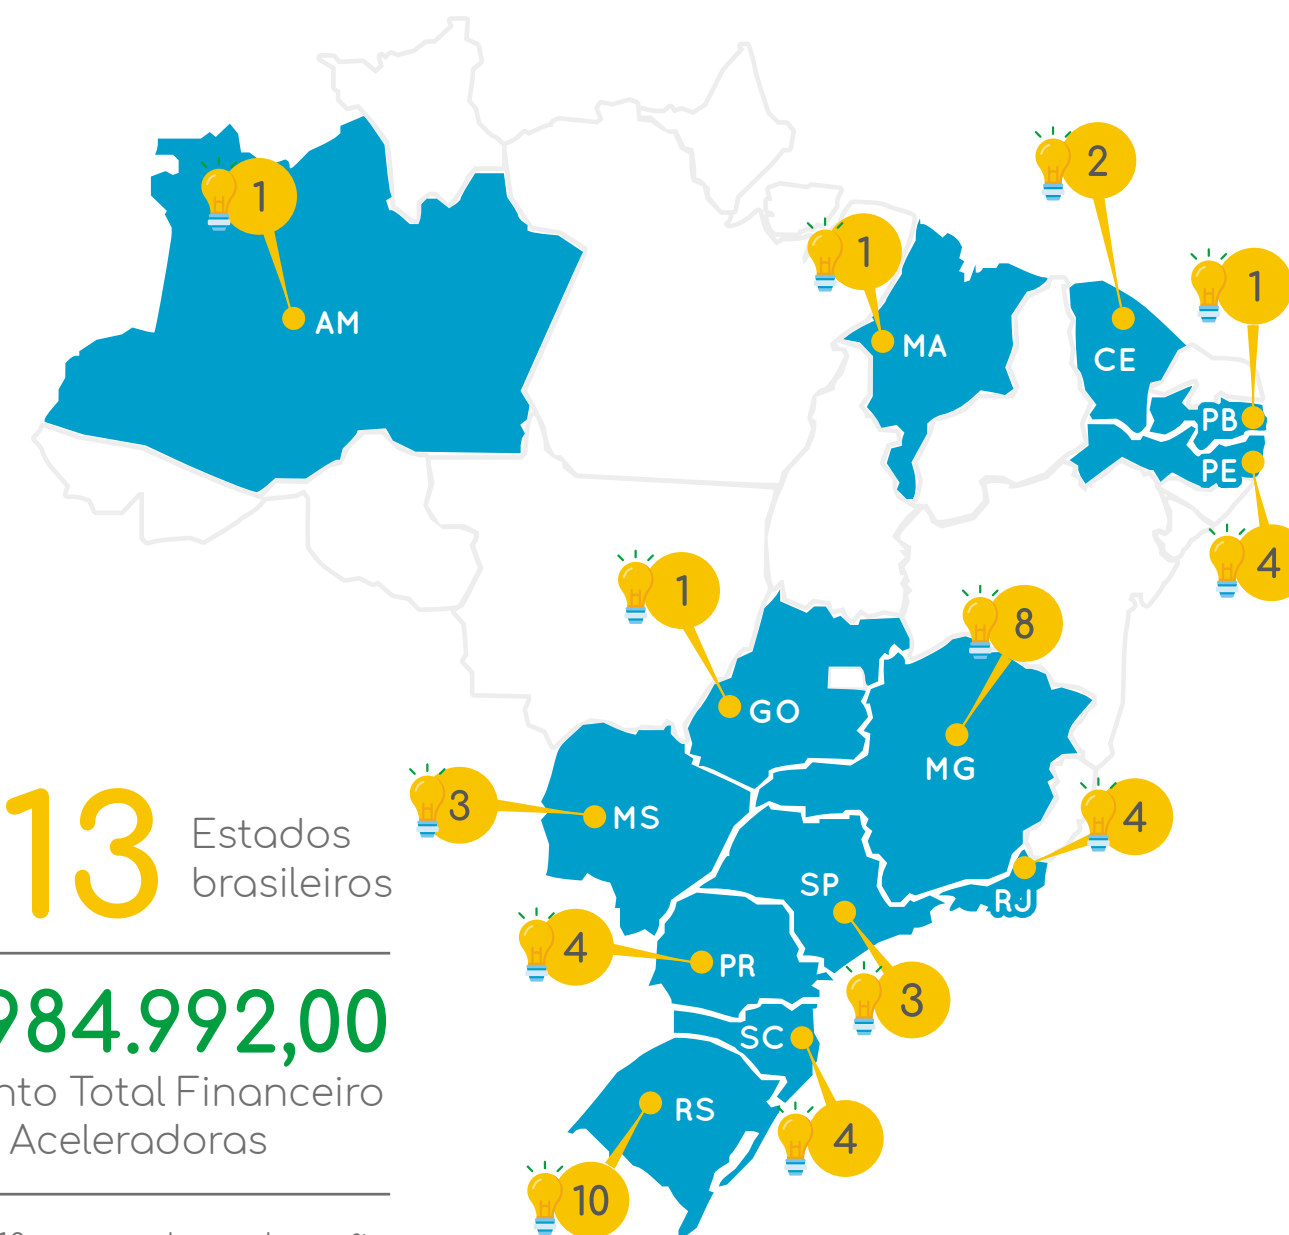 1
AM
1
MA
2
CE
1
PB
PE
4
1
GO
8
MG
3
MS
4
RJ
SP
3
4
PR
SC
4
RS
10
13
Estados
brasileiros
984.992,00
Total Financeiro
Aceleradoras